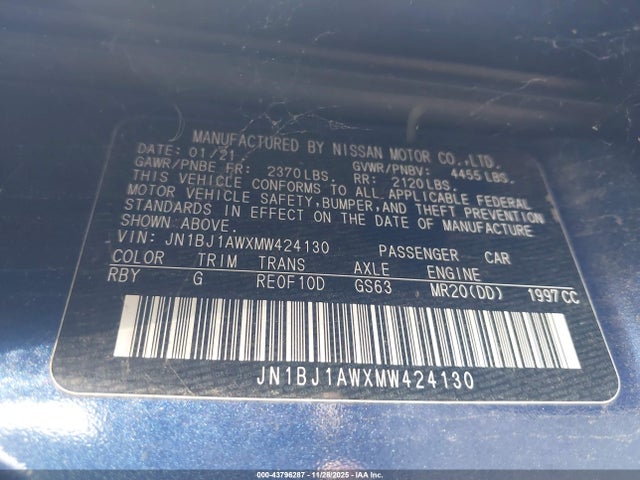 MANUFACTURED BY NISSAN MOTOR CO.,LTD.
DATE: 01/21 GVWR/PNBV: 4455LBS.
GAWR/PNBE FR: 2370LBS. RR: 2120LBS.
THIS VEHICLE CONFORMS TO ALL APPLICABLE FEDERAL
MOTOR VEHICLE SAFETY,BUMPER,AND THEFT PREVENTION
STANDARDS IN EFFECT ON THE DATE OF MANUFACTURE
SHOWN ABOVE.
VIN: JN1BJ1AWXMW424130 PASSENGER CAR
COLOR TRIM TRANS AXLE ENGINE
RBY G RE0F10D GS63 MR20(DD) 1997CC
JN1BJ1AWXMW424130
000-43796287 - 11/26/2025 - iaai.com